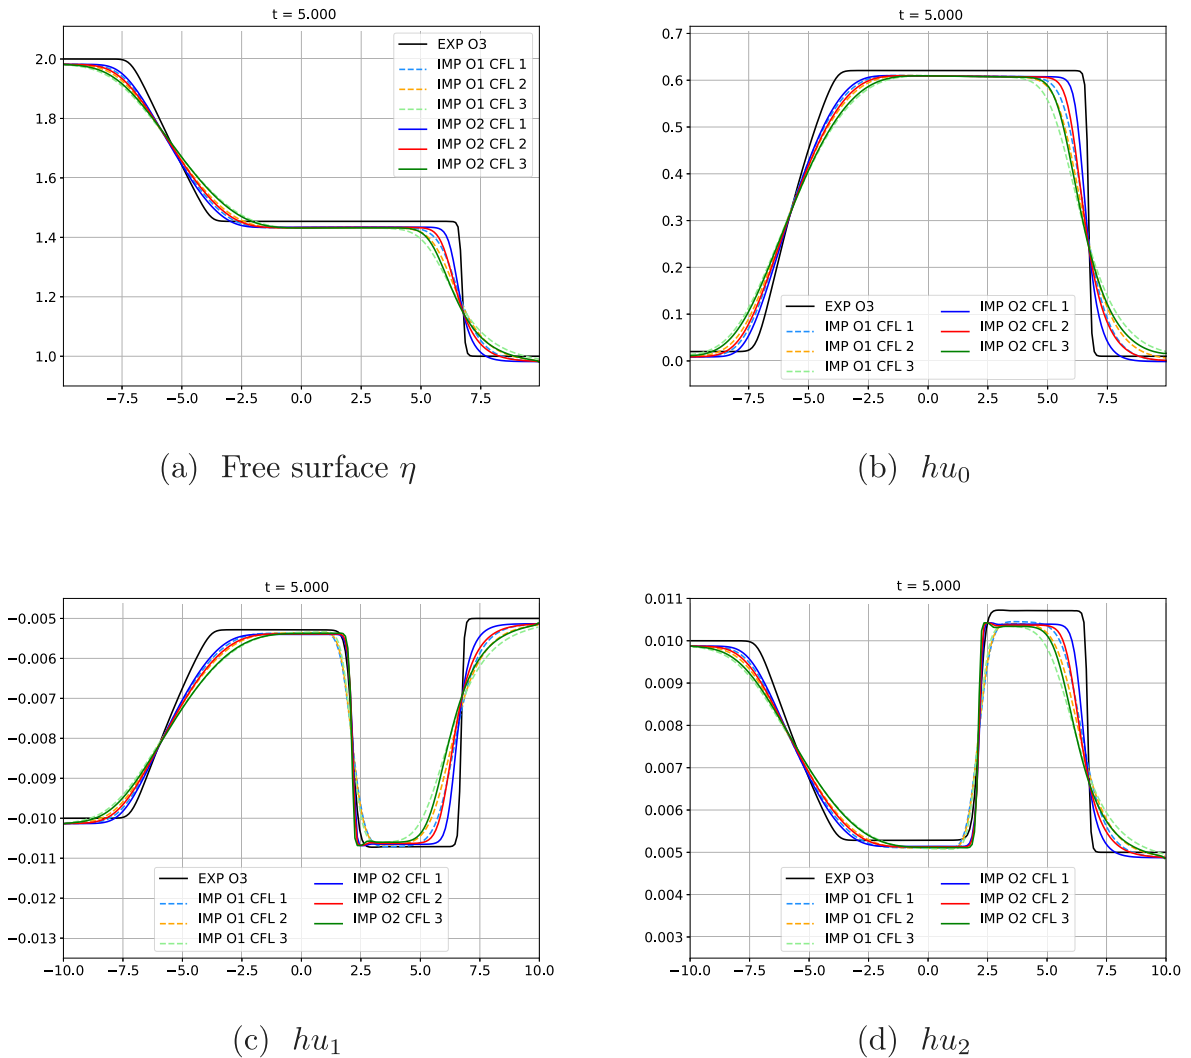 t = 5.000
2.0
1.8
1.6
1.4
1.2
1.0
EXP O3
IMP O1 CFL 1
IMP O1 CFL 2
IMP O1 CFL 3
IMP O2 CFL 1
IMP O2 CFL 2
IMP O2 CFL 3
−7.5 −5.0 −2.5 0.0 2.5 5.0 7.5
(a) Free surface η
t = 5.000
0.7
0.6
0.5
0.4
0.3
0.2
0.1
0.0
EXP O3
IMP O1 CFL 1
IMP O1 CFL 2
IMP O1 CFL 3
IMP O2 CFL 1
IMP O2 CFL 2
IMP O2 CFL 3
−7.5 −5.0 −2.5 0.0 2.5 5.0 7.5
(b) hu₀
t = 5.000
−0.005
−0.006
−0.007
−0.008
−0.009
−0.010
−0.011
−0.012
−0.013
EXP O3
IMP O1 CFL 1
IMP O1 CFL 2
IMP O1 CFL 3
IMP O2 CFL 1
IMP O2 CFL 2
IMP O2 CFL 3
−10.0 −7.5 −5.0 −2.5 0.0 2.5 5.0 7.5 10.0
(c) hu₁
t = 5.000
0.011
0.010
0.009
0.008
0.007
0.006
0.005
0.004
0.003
EXP O3
IMP O1 CFL 1
IMP O1 CFL 2
IMP O1 CFL 3
IMP O2 CFL 1
IMP O2 CFL 2
IMP O2 CFL 3
−10.0 −7.5 −5.0 −2.5 0.0 2.5 5.0 7.5 10.0
(d) hu₂